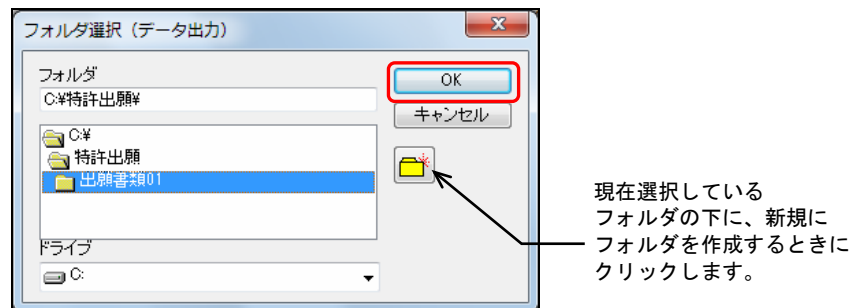 フォルダ選択（データ出力）
フォルダ
C:¥特許出願¥
OK
キャンセル
C:¥
特許出願
出願書類01
ドライブ
C:
現在選択している
フォルダの下に、新規に
フォルダを作成するときに
クリックします。